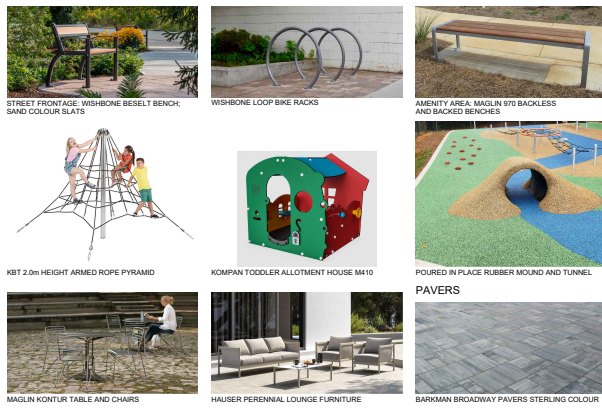 STREET FRONTAGE: WISHBONE BESELT BENCH;
SAND COLOUR SLATS
WISHBONE LOOP BIKE RACKS
AMENITY AREA: MAGLIN 970 BACKLESS
AND BACKED BENCHES
KBT 2.0m HEIGHT ARMED ROPE PYRAMID
KOMPAN TODDLER ALLOTMENT HOUSE M410
POURED IN PLACE RUBBER MOUND AND TUNNEL
PAVERS
MAGLIN KONTUR TABLE AND CHAIRS
HAUSER PERENNIAL LOUNGE FURNITURE
BARKMAN BROADWAY PAVERS STERLING COLOUR